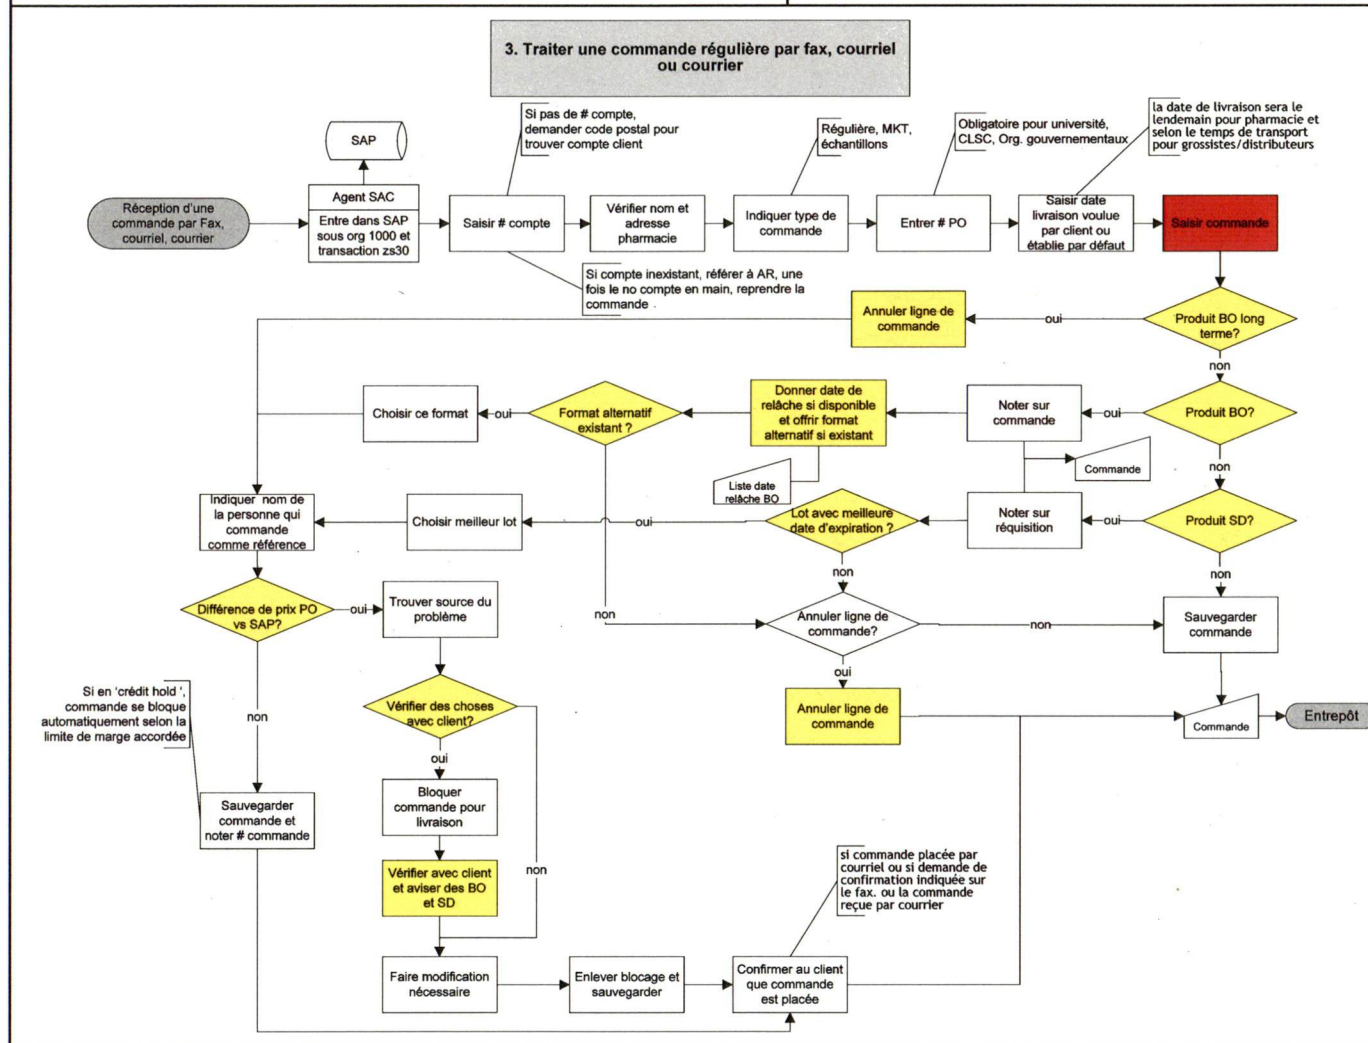 3. Traiter une commande régulière par fax, courriel
ou courrier
Si pas de # compte,
demander code postal pour
trouver compte client
Régulière, MKT,
échantillons
Obligatoire pour université,
CLSC, Org. gouvernementaux
la date de livraison sera le
lendemain pour pharmacie et
selon le temps de transport
pour grossistes/distributeurs
SAP
Réception d'une
commande par Fax,
courriel, courrier
Agent SAC
Entre dans SAP
sous org 1000 et
transaction zs30
Saisir # compte
Vérifier nom et
adresse
pharmacie
Indiquer type de
commande
Entrer # PO
Saisir date
livraison voulue
par client ou
établie par défaut
Saisir commande
Si compte inexistant, référer à AR, une
fois le no compte en main, reprendre la
commande .
Annuler ligne de
commande
oui
Produit BO long
terme?
non
Choisir ce format
oui
Format alternatif
existant ?
Donner date de
relâche si disponible
et offrir format
alternatif si existant
Noter sur
commande
oui
Produit BO?
Commande
non
Liste date
relâche BO
Indiquer nom de
la personne qui
commande
comme référence
Choisir meilleur lot
oui
Lot avec meilleure
date d'expiration ?
Noter sur
réquisition
oui
Produit SD?
non
non
Différence de prix PO
vs SAP?
oui
Trouver source du
problème
non
Annuler ligne de
commande?
non
Sauvegarder
commande
oui
Si en 'crédit hold ',
commande se bloque
automatiquement selon la
limite de marge accordée
non
Vérifier des choses
avec client?
Annuler ligne de
commande
Commande
Entrepôt
oui
Sauvegarder
commande et
noter # commande
Bloquer
commande pour
livraison
non
Vérifier avec client
et aviser des BO
et SD
si commande placée par
courriel ou si demande de
confirmation indiquée sur
le fax. ou la commande
reçue par courrier
Faire modification
nécessaire
Enlever blocage et
sauvegarder
Confirmer au client
que commande
est placée